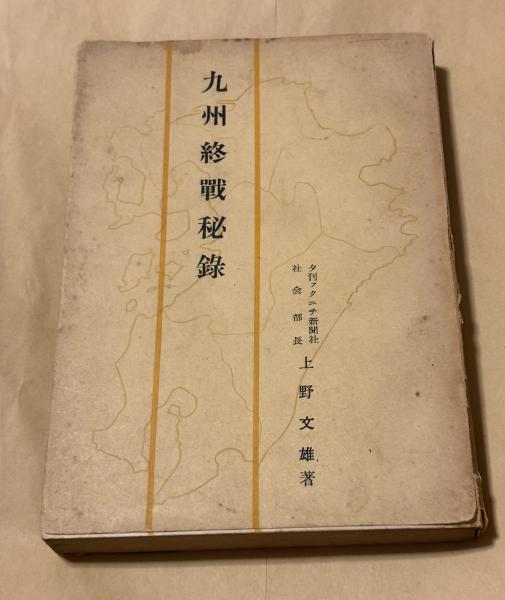 九州終戰秘錄
夕刊フクニチ新聞社
社会部長
上野文雄著